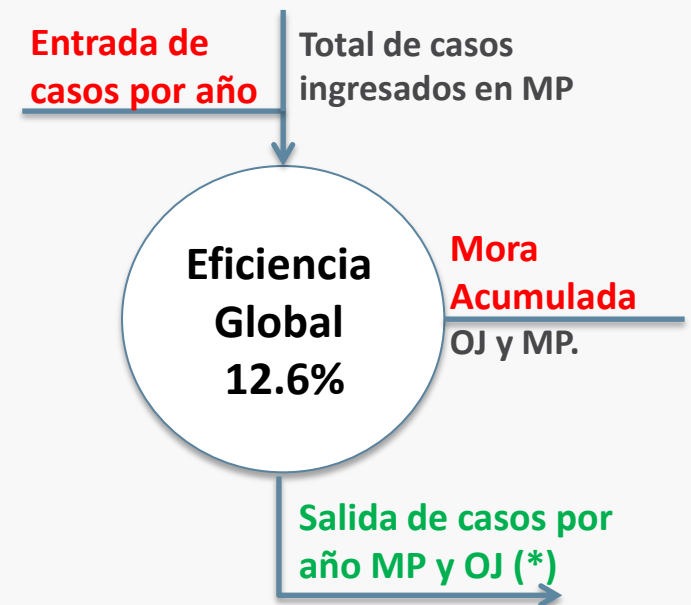 Entrada de
casos por año
Total de casos
ingresados en MP
Eficiencia
Global
12.6%
Mora
Acumulada
OJ y MP.
Salida de casos por
año MP y OJ (*)